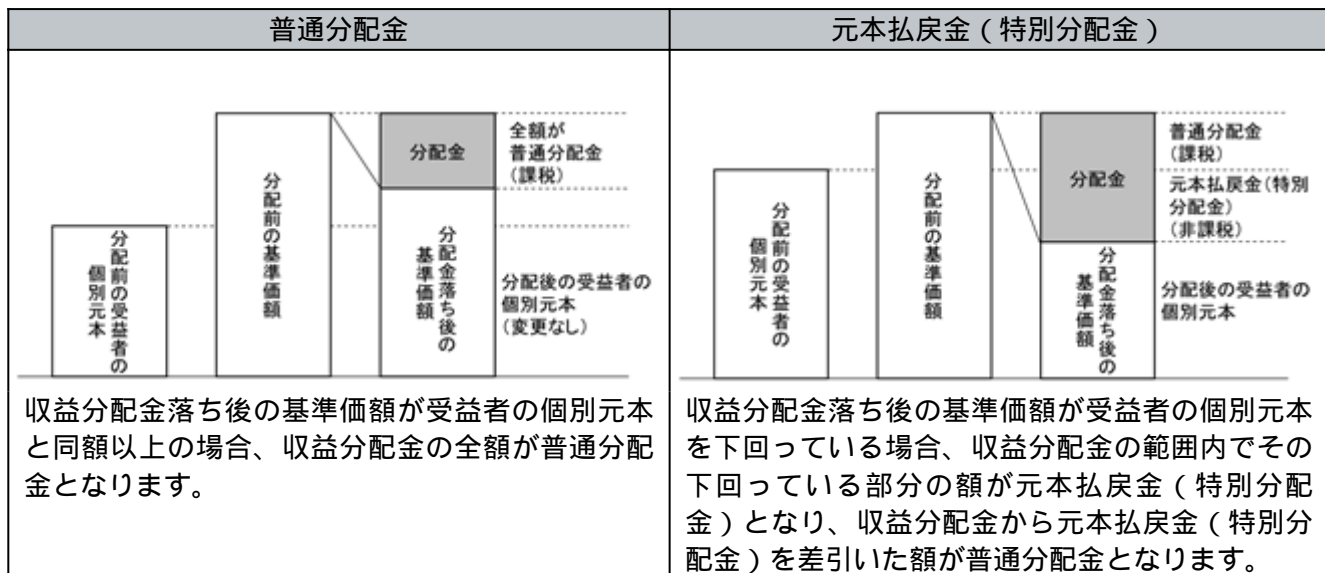 普通分配金
分配前の受益者の
個別元本
分配前の基準価額
分配金
分配金落ち後の
基準価額
全額が
普通分配金
(課税)
分配後の受益者の
個別元本
(変更なし)
収益分配金落ち後の基準価額が受益者の個別元本
と同額以上の場合、収益分配金の全額が普通分配
金となります。
元本払戻金(特別分配金)
分配前の受益者の
個別元本
分配前の基準価額
分配金
分配金落ち後の
基準価額
普通分配金
(課税)
元本払戻金(特別
分配金)
(非課税)
分配後の受益者の
個別元本
収益分配金落ち後の基準価額が受益者の個別元本
を下回っている場合、収益分配金の範囲内でその
下回っている部分の額が元本払戻金(特別分配
金)となり、収益分配金から元本払戻金(特別分
配金)を差引いた額が普通分配金となります。